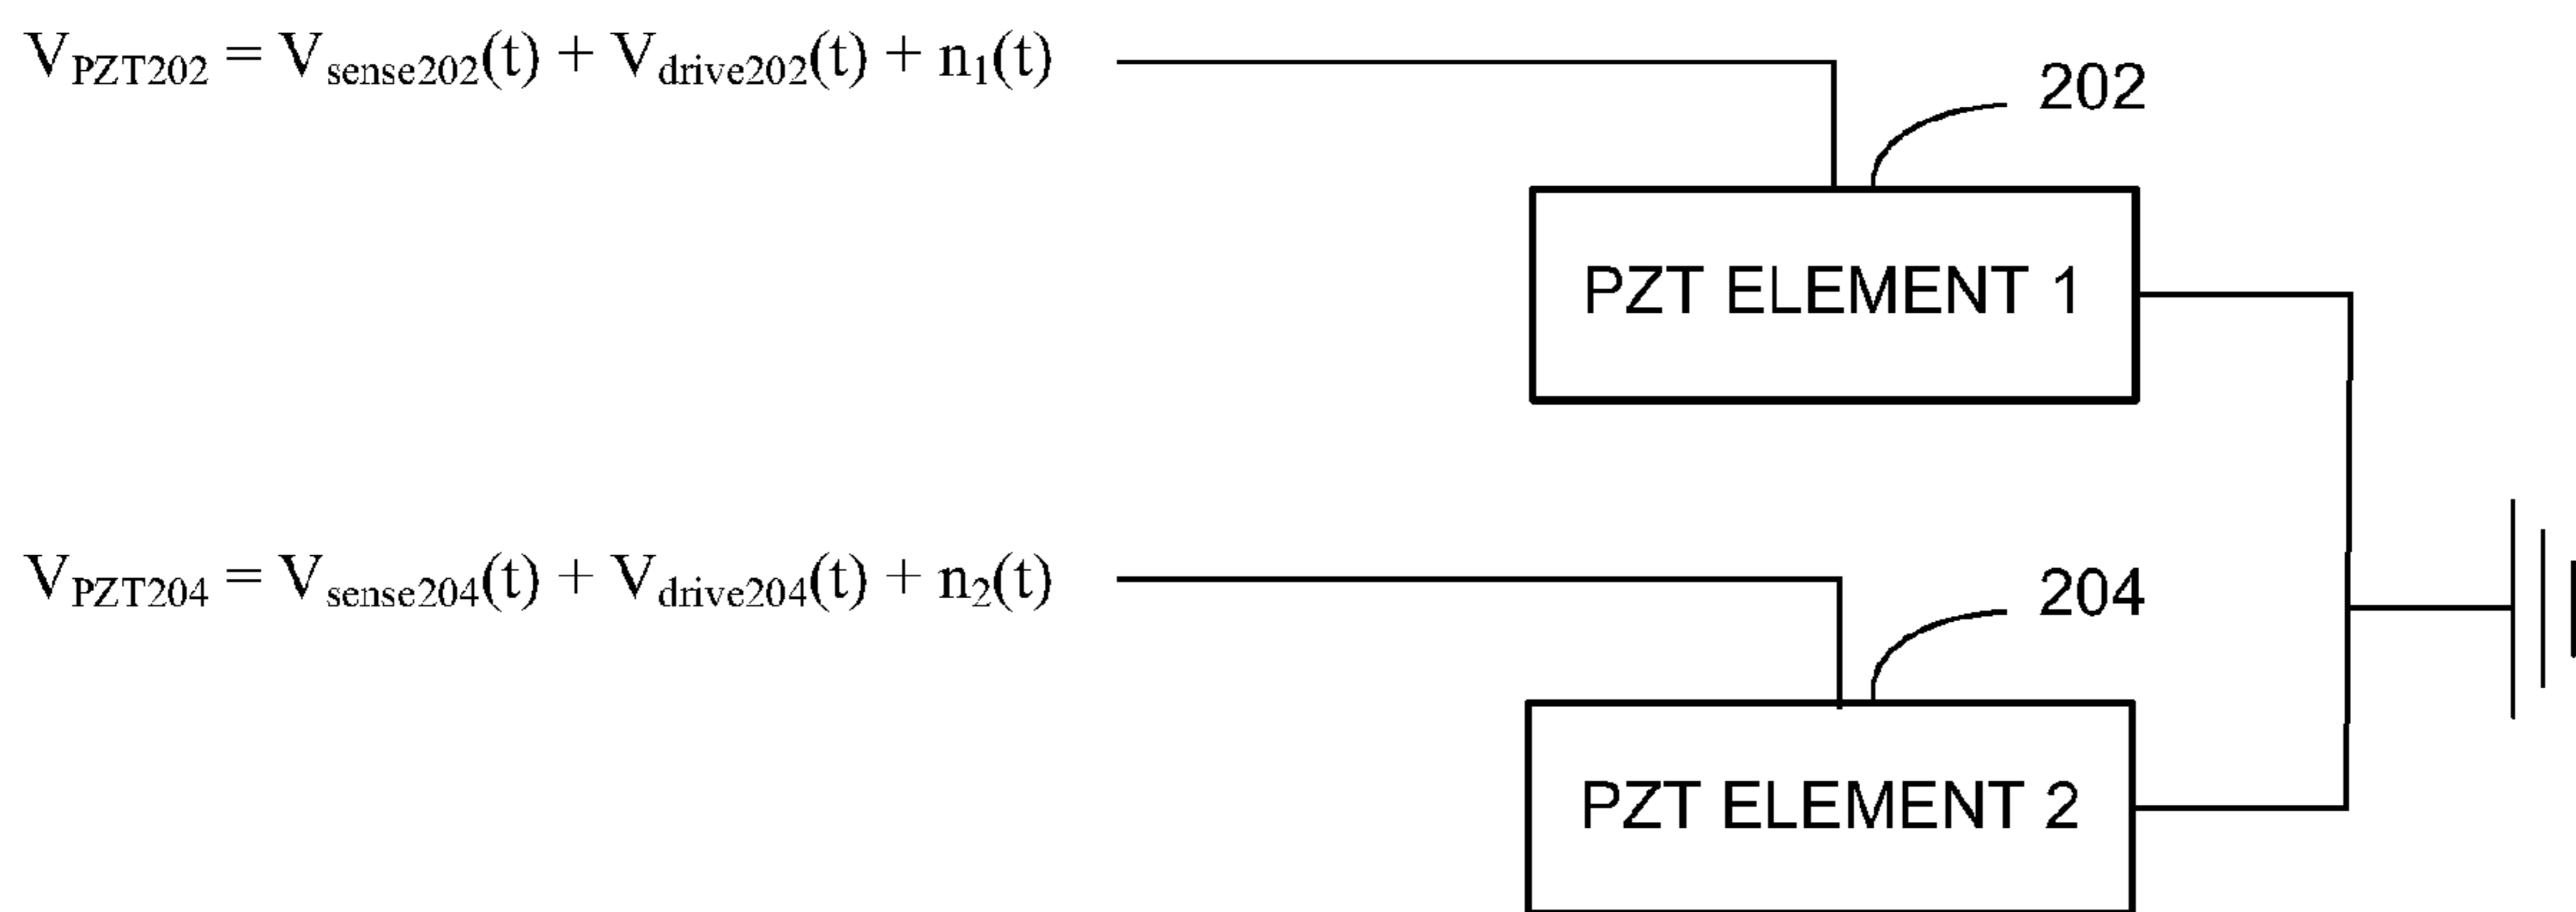 V_PZT202 = V_sense202(t) + V_drive202(t) + n_1(t)
202
PZT ELEMENT 1
V_PZT204 = V_sense204(t) + V_drive204(t) + n_2(t)
204
PZT ELEMENT 2